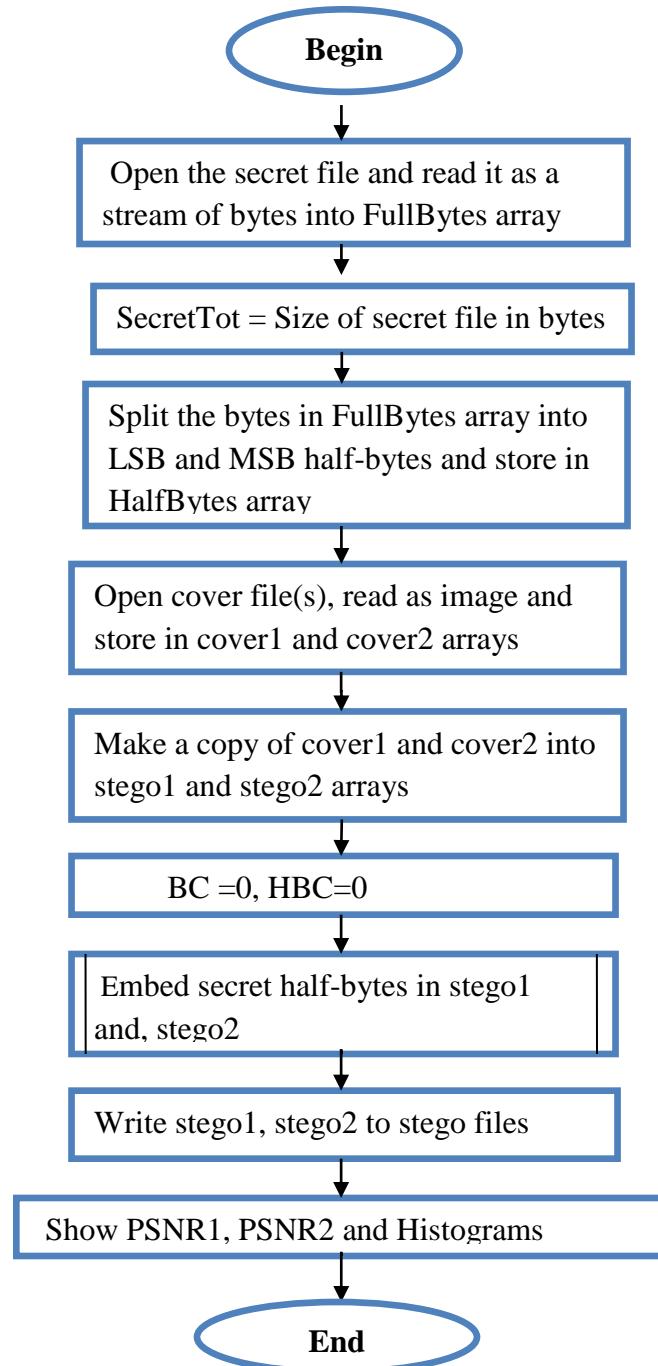 Begin
Open the secret file and read it as a
stream of bytes into FullBytes array
SecretTot = Size of secret file in bytes
Split the bytes in FullBytes array into
LSB and MSB half-bytes and store in
HalfBytes array
Open cover file(s), read as image and
store in cover1 and cover2 arrays
Make a copy of cover1 and cover2 into
stego1 and stego2 arrays
BC =0, HBC=0
Embed secret half-bytes in stego1
and, stego2
Write stego1, stego2 to stego files
Show PSNR1, PSNR2 and Histograms
End